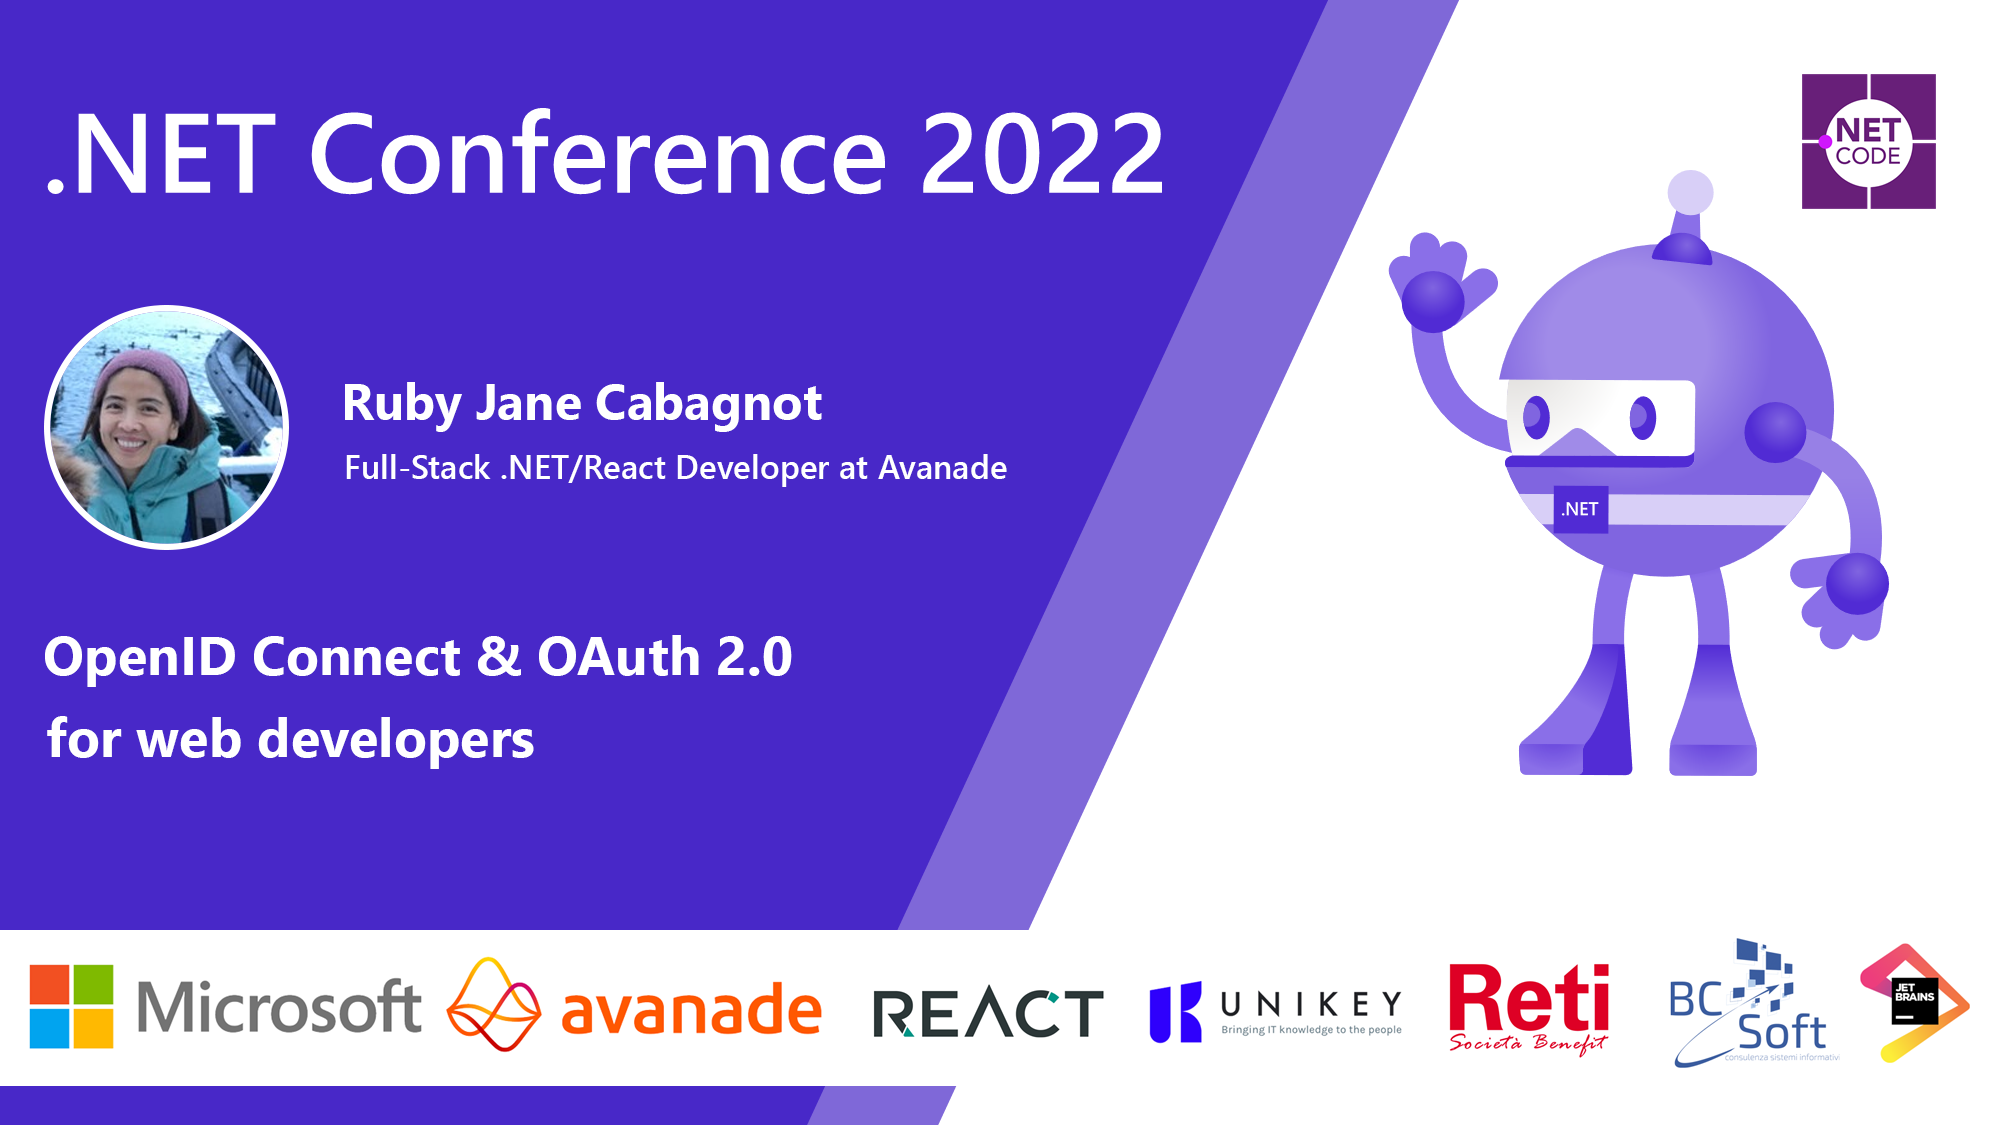 .NET Conference 2022
NET
CODE
Ruby Jane Cabagnot
Full-Stack .NET/React Developer at Avanade
.NET
OpenID Connect & OAuth 2.0
for web developers
Microsoft
avanade
REACT
UNIKEY
Bringing IT knowledge to the people
Reti
Società Benefit
BC
Soft
consulenza sistemi informativi
JET
BRAINS